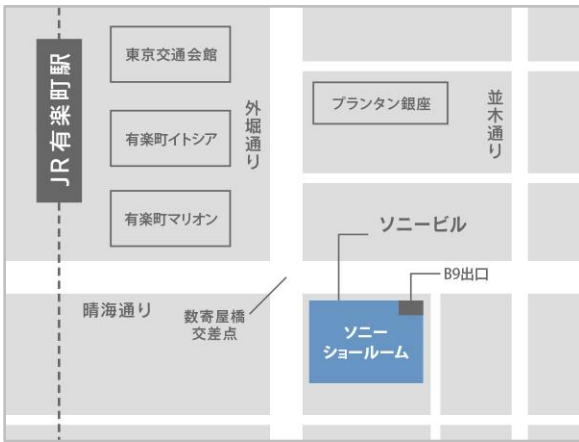 JR有楽町駅
東京交通会館
有楽町イトシア
有楽町マリオン
外堀通り
プランタン銀座
並木通り
ソニービル
B9出口
晴海通り
数寄屋橋
交差点
ソニー
ショールーム